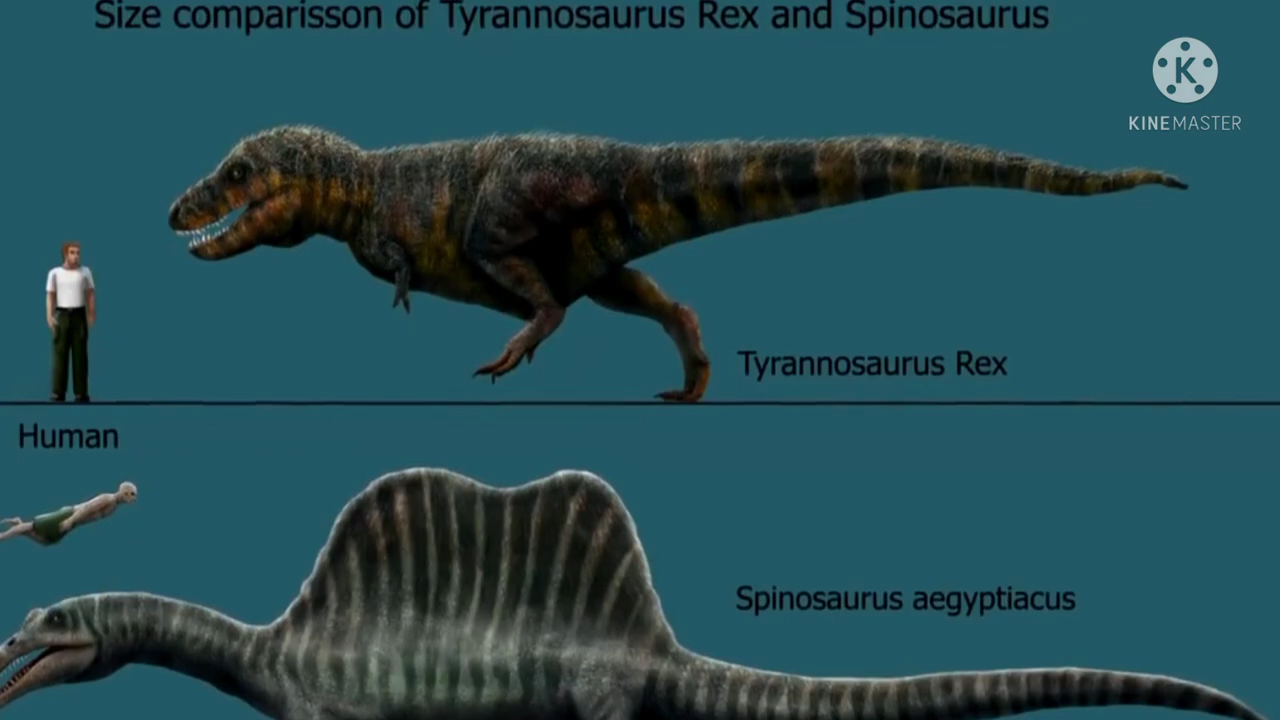 Size comparisson of Tyrannosaurus Rex and Spinosaurus
K
KINEMASTER
Tyrannosaurus Rex
Human
Spinosaurus aegyptiacus